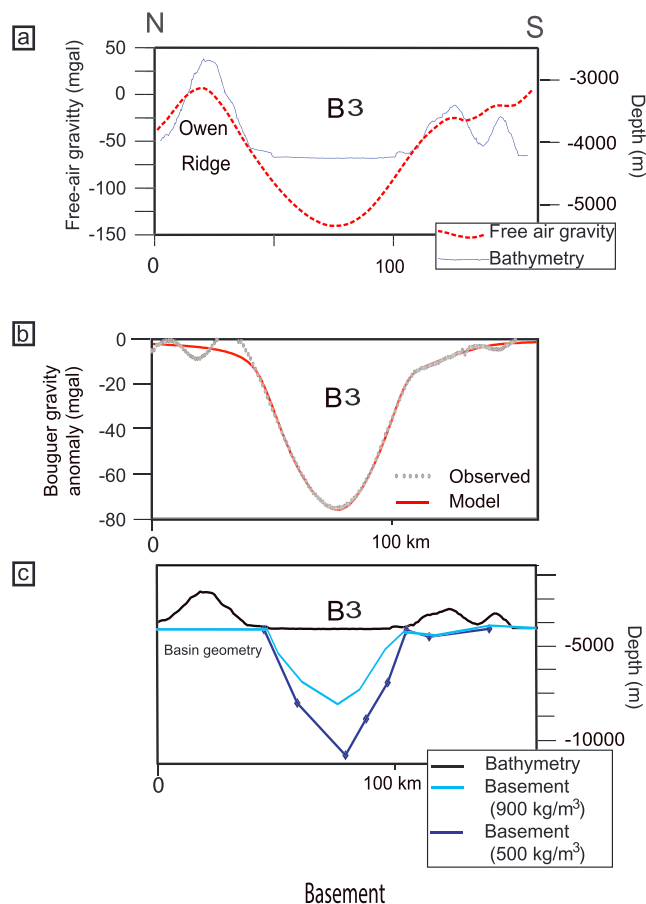 N S
a
Free-air gravitty (mgal)
50
0
-50
-100
-150
B3
Owen
Ridge
-3000
-4000
-5000
Depth (m)
Free air gravity
Bathymetry
0 100
b
Bouguer gravity
anomaly (mgal)
0
-20
-40
-60
-80
B3
Observed
Model
0 100 km
c
B3
Basin geometry
-5000
-10000
Depth (m)
0 100 km
Bathymetry
Basement
(900 kg/m³)
Basement
(500 kg/m³)
Basement